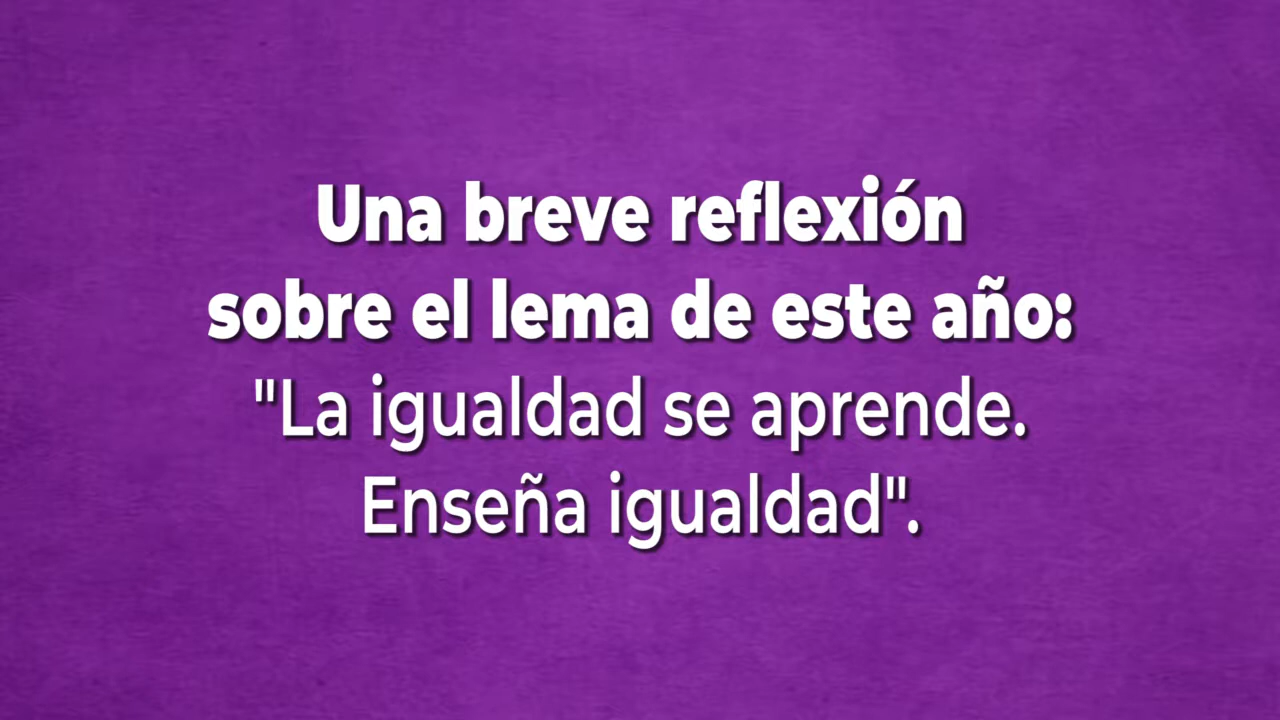 Una breve reflexión
sobre el lema de este año:
"La igualdad se aprende.
Enseña igualdad".